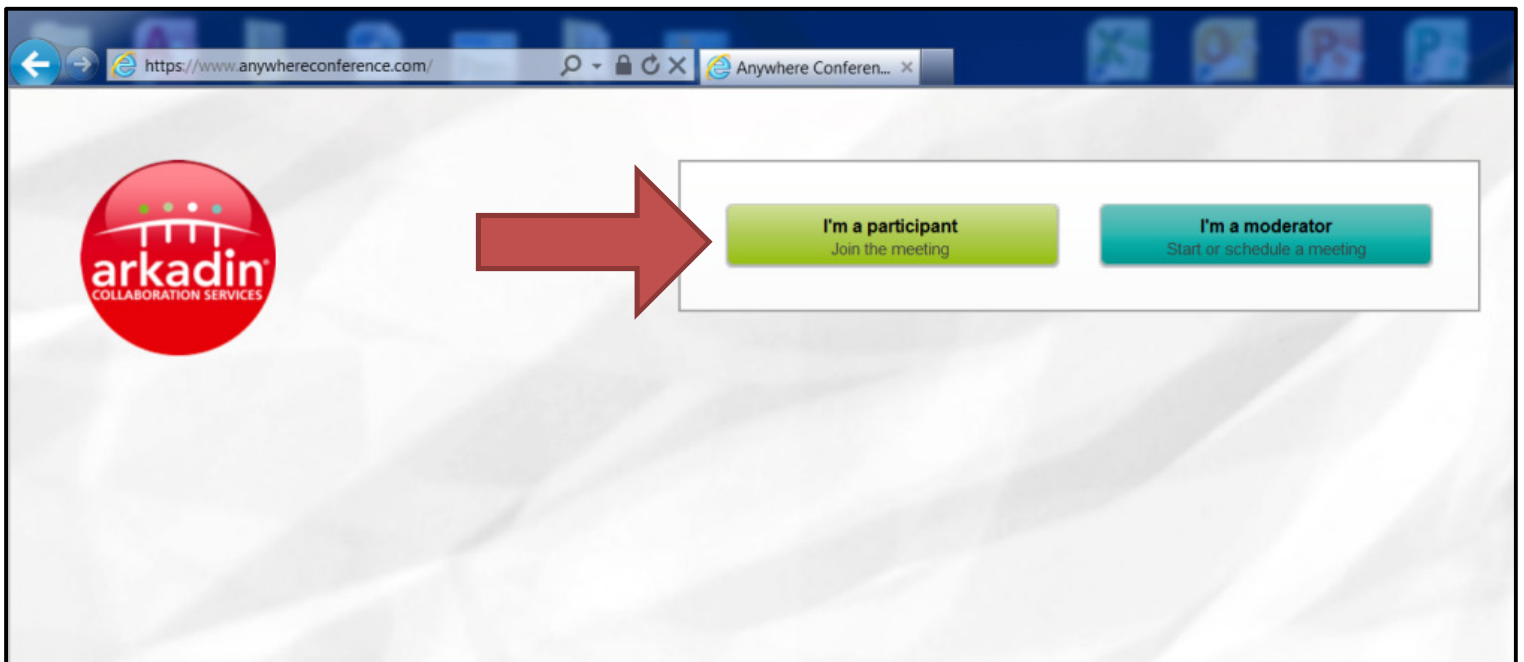 https://www.anywhereconference.com/
Anywhere Conferen...
arkadin
COLLABORATION SERVICES
I'm a participant
Join the meeting
I'm a moderator
Start or schedule a meeting